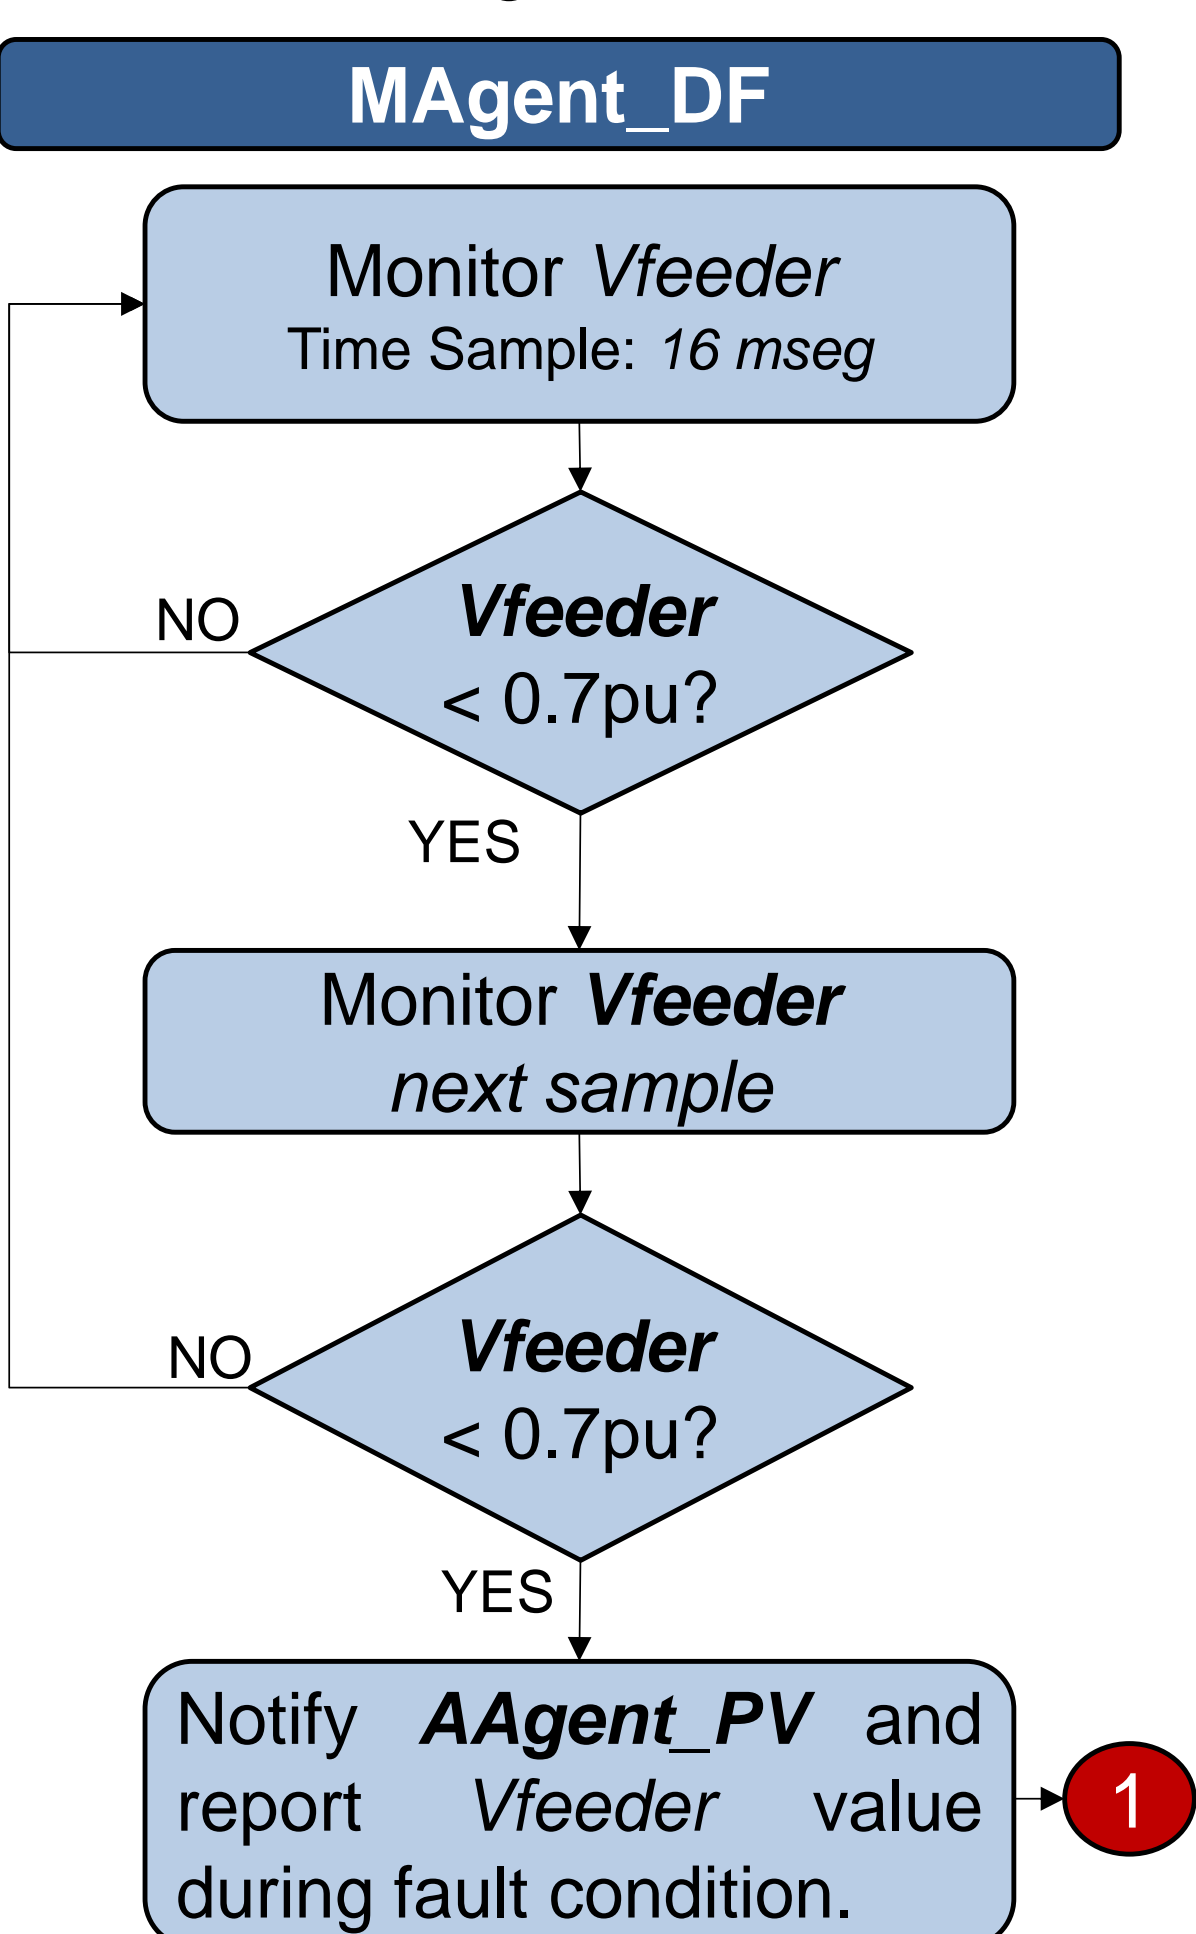 MAgent_DF
Monitor Vfeeder
Time Sample: 16 mseg
Vfeeder
< 0.7pu?
NO
YES
Monitor Vfeeder
next sample
Vfeeder
< 0.7pu?
NO
YES
Notify AAgent_PV and
report Vfeeder value
during fault condition.
1